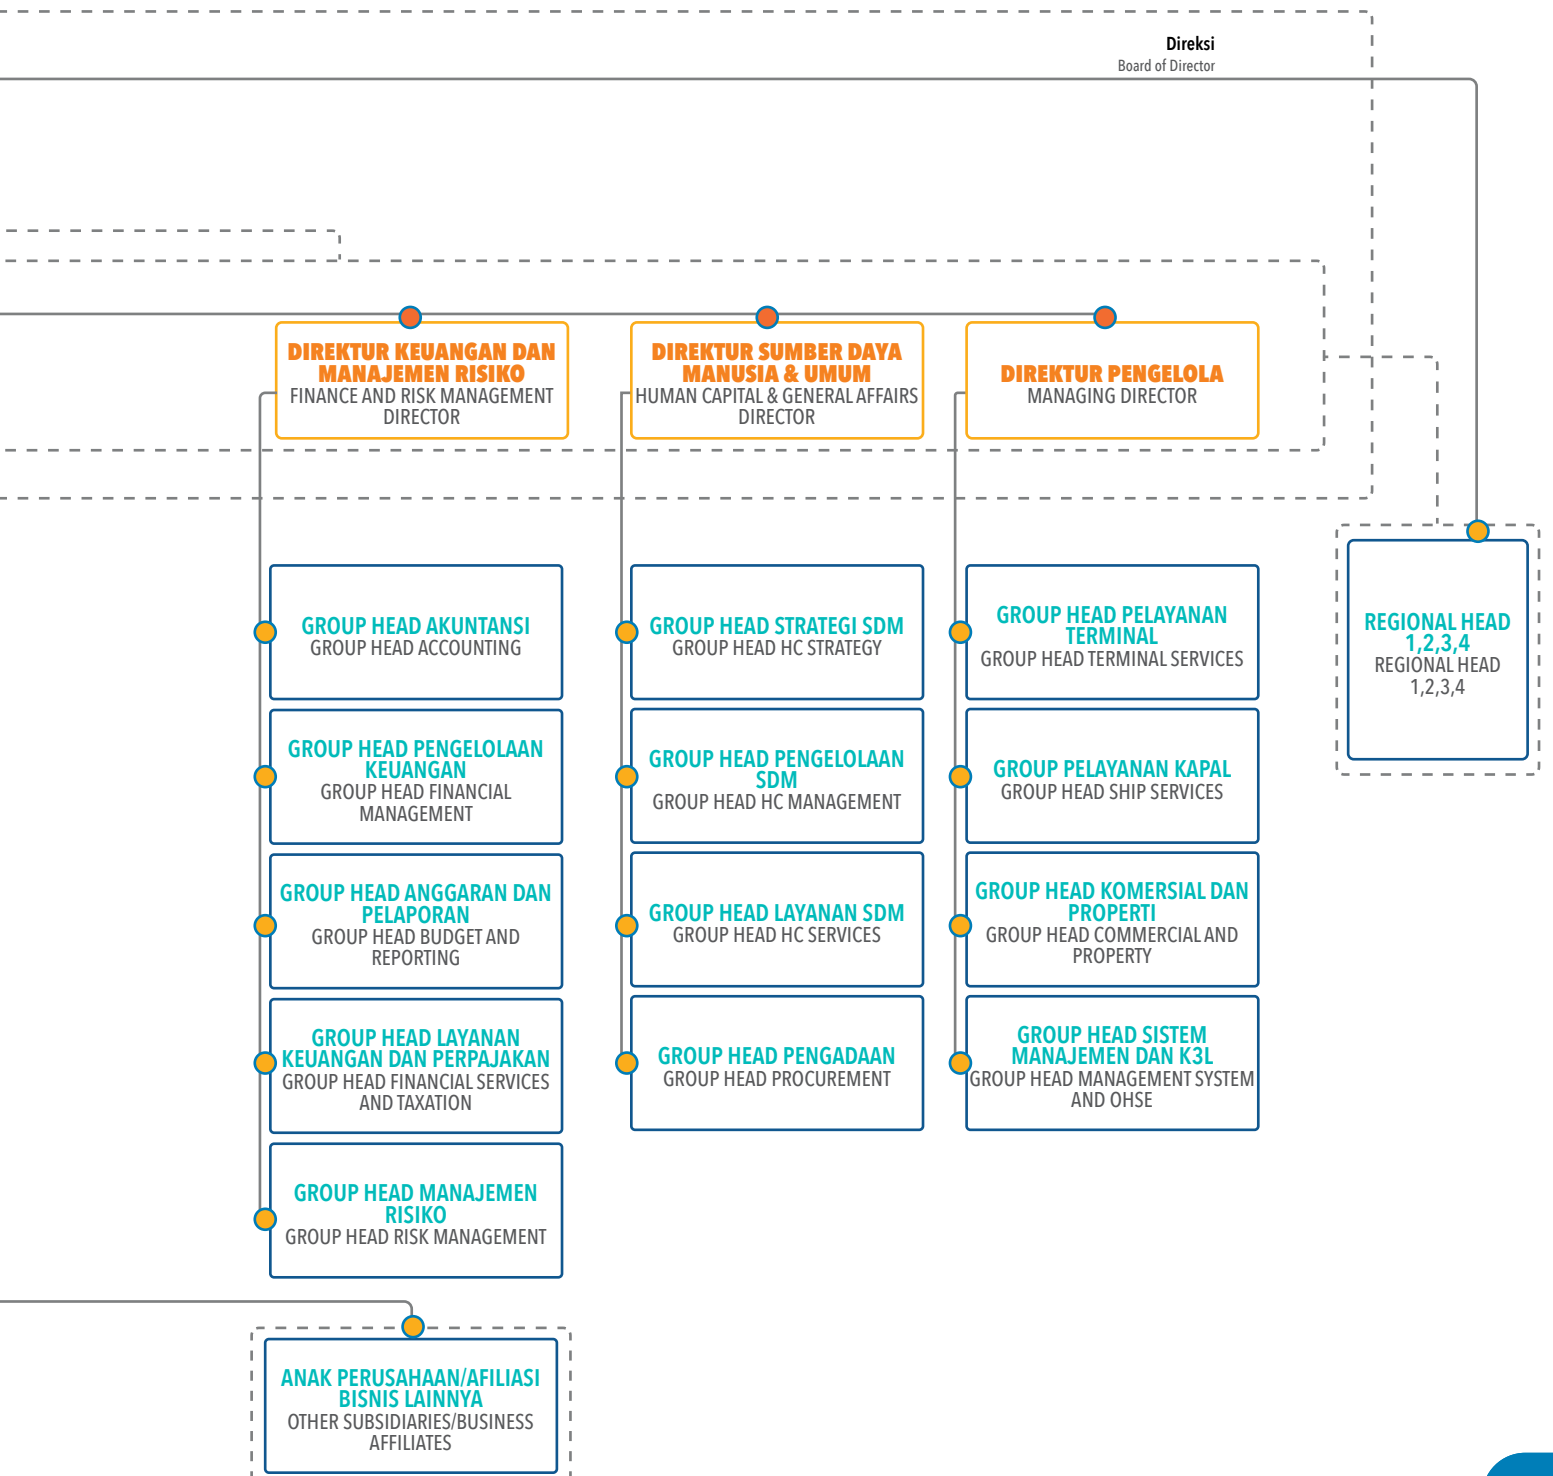 Direksi
Board of Director
DIREKTUR KEUANGAN DAN
MANAJEMEN RISIKO
FINANCE AND RISK MANAGEMENT
DIRECTOR
DIREKTUR SUMBER DAYA
MANUSIA & UMUM
HUMAN CAPITAL & GENERAL AFFAIRS
DIRECTOR
DIREKTUR PENGELOLA
MANAGING DIRECTOR
GROUP HEAD AKUNTANSI
GROUP HEAD ACCOUNTING
GROUP HEAD PENGELOLAAN
KEUANGAN
GROUP HEAD FINANCIAL
MANAGEMENT
GROUP HEAD ANGGARAN DAN
PELAPORAN
GROUP HEAD BUDGET AND
REPORTING
GROUP HEAD LAYANAN
KEUANGAN DAN PERPAJAKAN
GROUP HEAD FINANCIAL SERVICES
AND TAXATION
GROUP HEAD MANAJEMEN
RISIKO
GROUP HEAD RISK MANAGEMENT
GROUP HEAD STRATEGI SDM
GROUP HEAD HC STRATEGY
GROUP HEAD PENGELOLAAN
SDM
GROUP HEAD HC MANAGEMENT
GROUP HEAD LAYANAN SDM
GROUP HEAD HC SERVICES
GROUP HEAD PENGADAAN
GROUP HEAD PROCUREMENT
GROUP HEAD PELAYANAN
TERMINAL
GROUP HEAD TERMINAL SERVICES
GROUP PELAYANAN KAPAL
GROUP HEAD SHIP SERVICES
GROUP HEAD KOMERSIAL DAN
PROPERTI
GROUP HEAD COMMERCIAL AND
PROPERTY
GROUP HEAD SISTEM
MANAJEMEN DAN K3L
GROUP HEAD MANAGEMENT SYSTEM
AND OHSE
REGIONAL HEAD
1,2,3,4
REGIONAL HEAD
1,2,3,4
ANAK PERUSAHAAN/AFILIASI
BISNIS LAINNYA
OTHER SUBSIDIARIES/BUSINESS
AFFILIATES